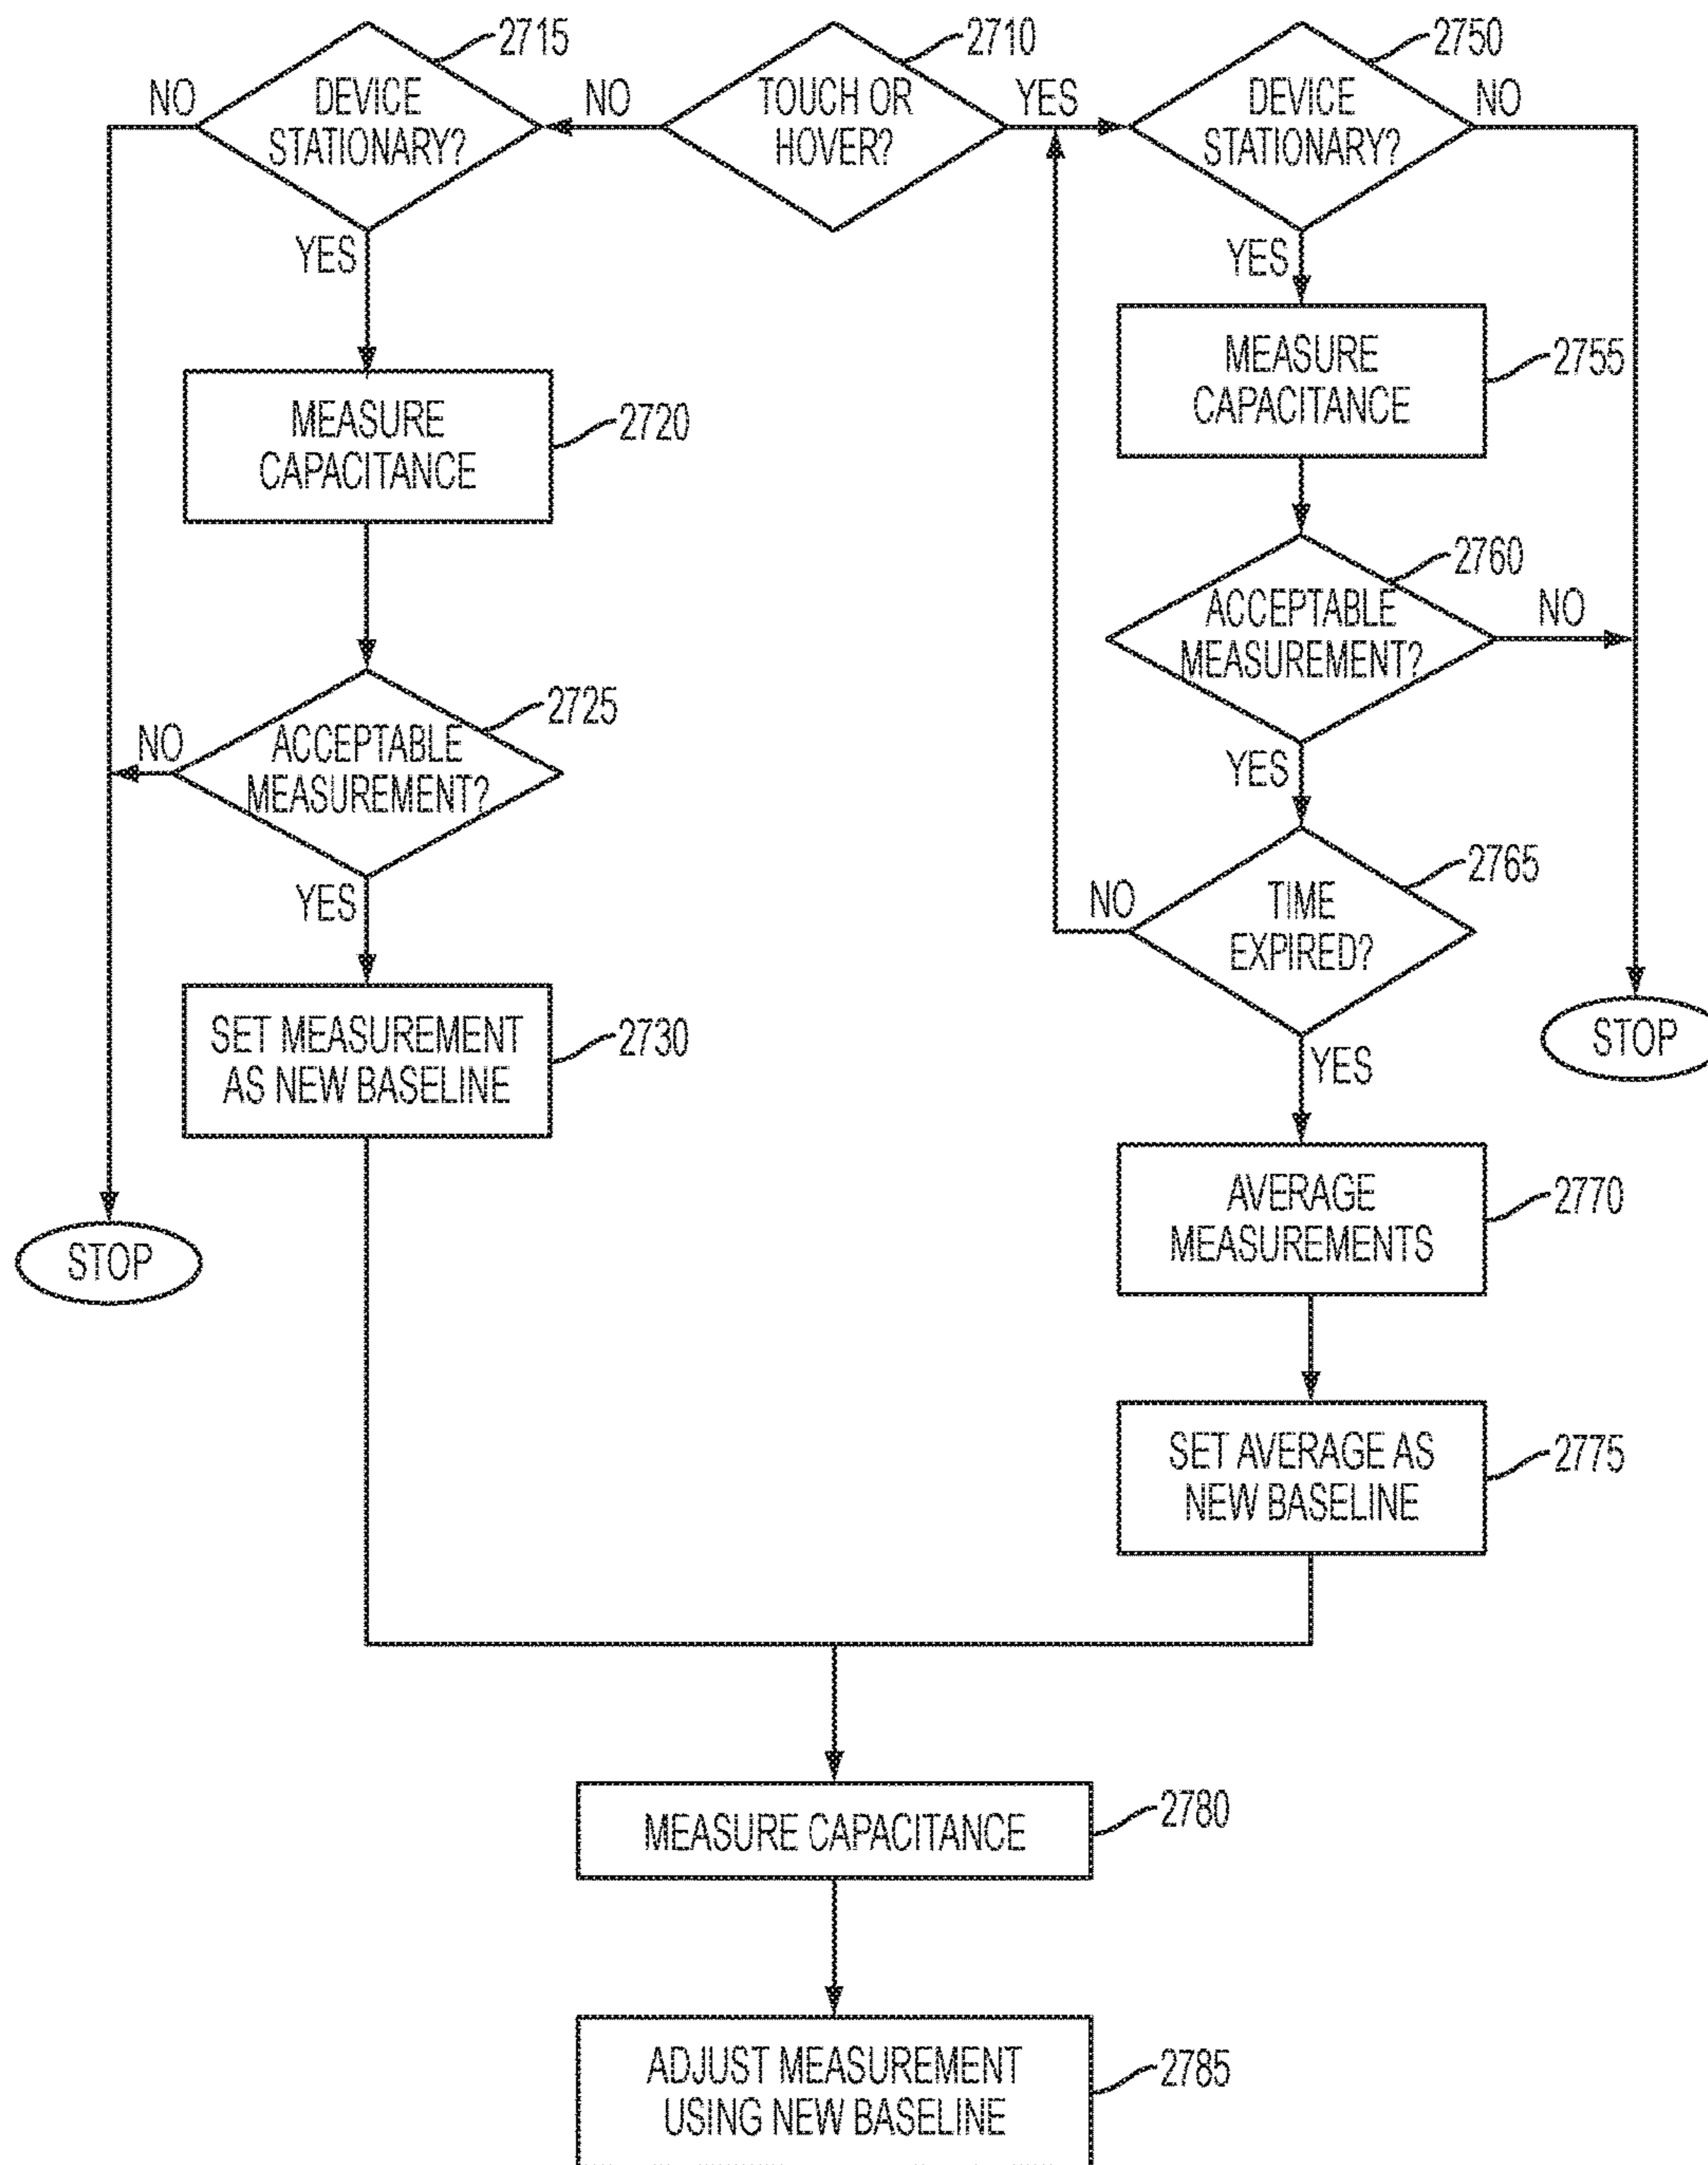 2715
2710
2750
NO
DEVICE
STATIONARY?
NO
TOUCH OR
HOVER?
YES
DEVICE
STATIONARY?
NO
YES
YES
MEASURE
CAPACITANCE
2755
MEASURE
CAPACITANCE
2720
2760
ACCEPTABLE
MEASUREMENT?
NO
2725
NO
ACCEPTABLE
MEASUREMENT?
YES
2765
YES
NO
TIME
EXPIRED?
SET MEASUREMENT
AS NEW BASELINE
2730
STOP
YES
AVERAGE
MEASUREMENTS
2770
STOP
SET AVERAGE AS
NEW BASELINE
2775
MEASURE CAPACITANCE
2780
ADJUST MEASUREMENT
USING NEW BASELINE
2785